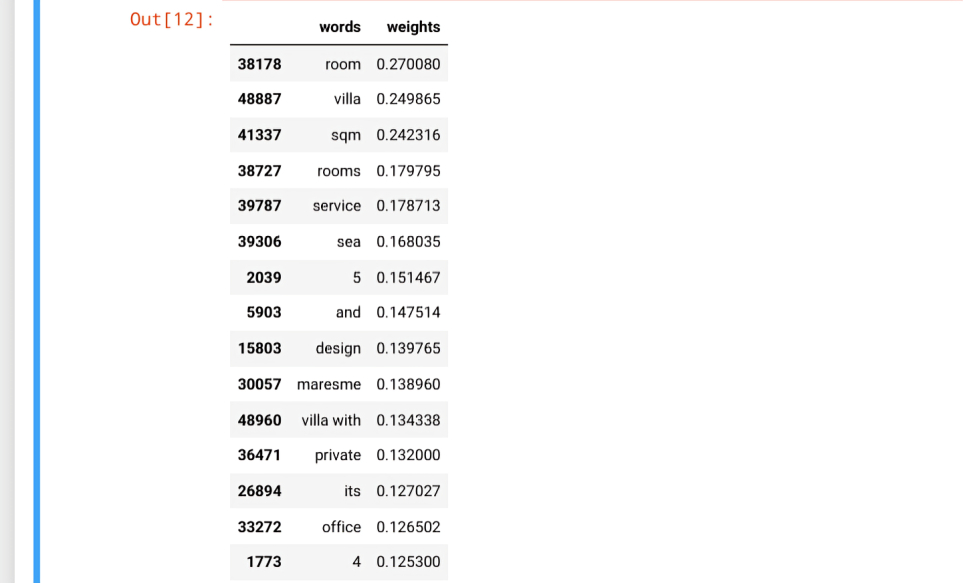 Out[12]:
words weights
38178 room 0.270080
48887 villa 0.249865
41337 sqm 0.242316
38727 rooms 0.179795
39787 service 0.178713
39306 sea 0.168035
2039 5 0.151467
5903 and 0.147514
15803 design 0.139765
30057 maresme 0.138960
48960 villa with 0.134338
36471 private 0.132000
26894 its 0.127027
33272 office 0.126502
1773 4 0.125300